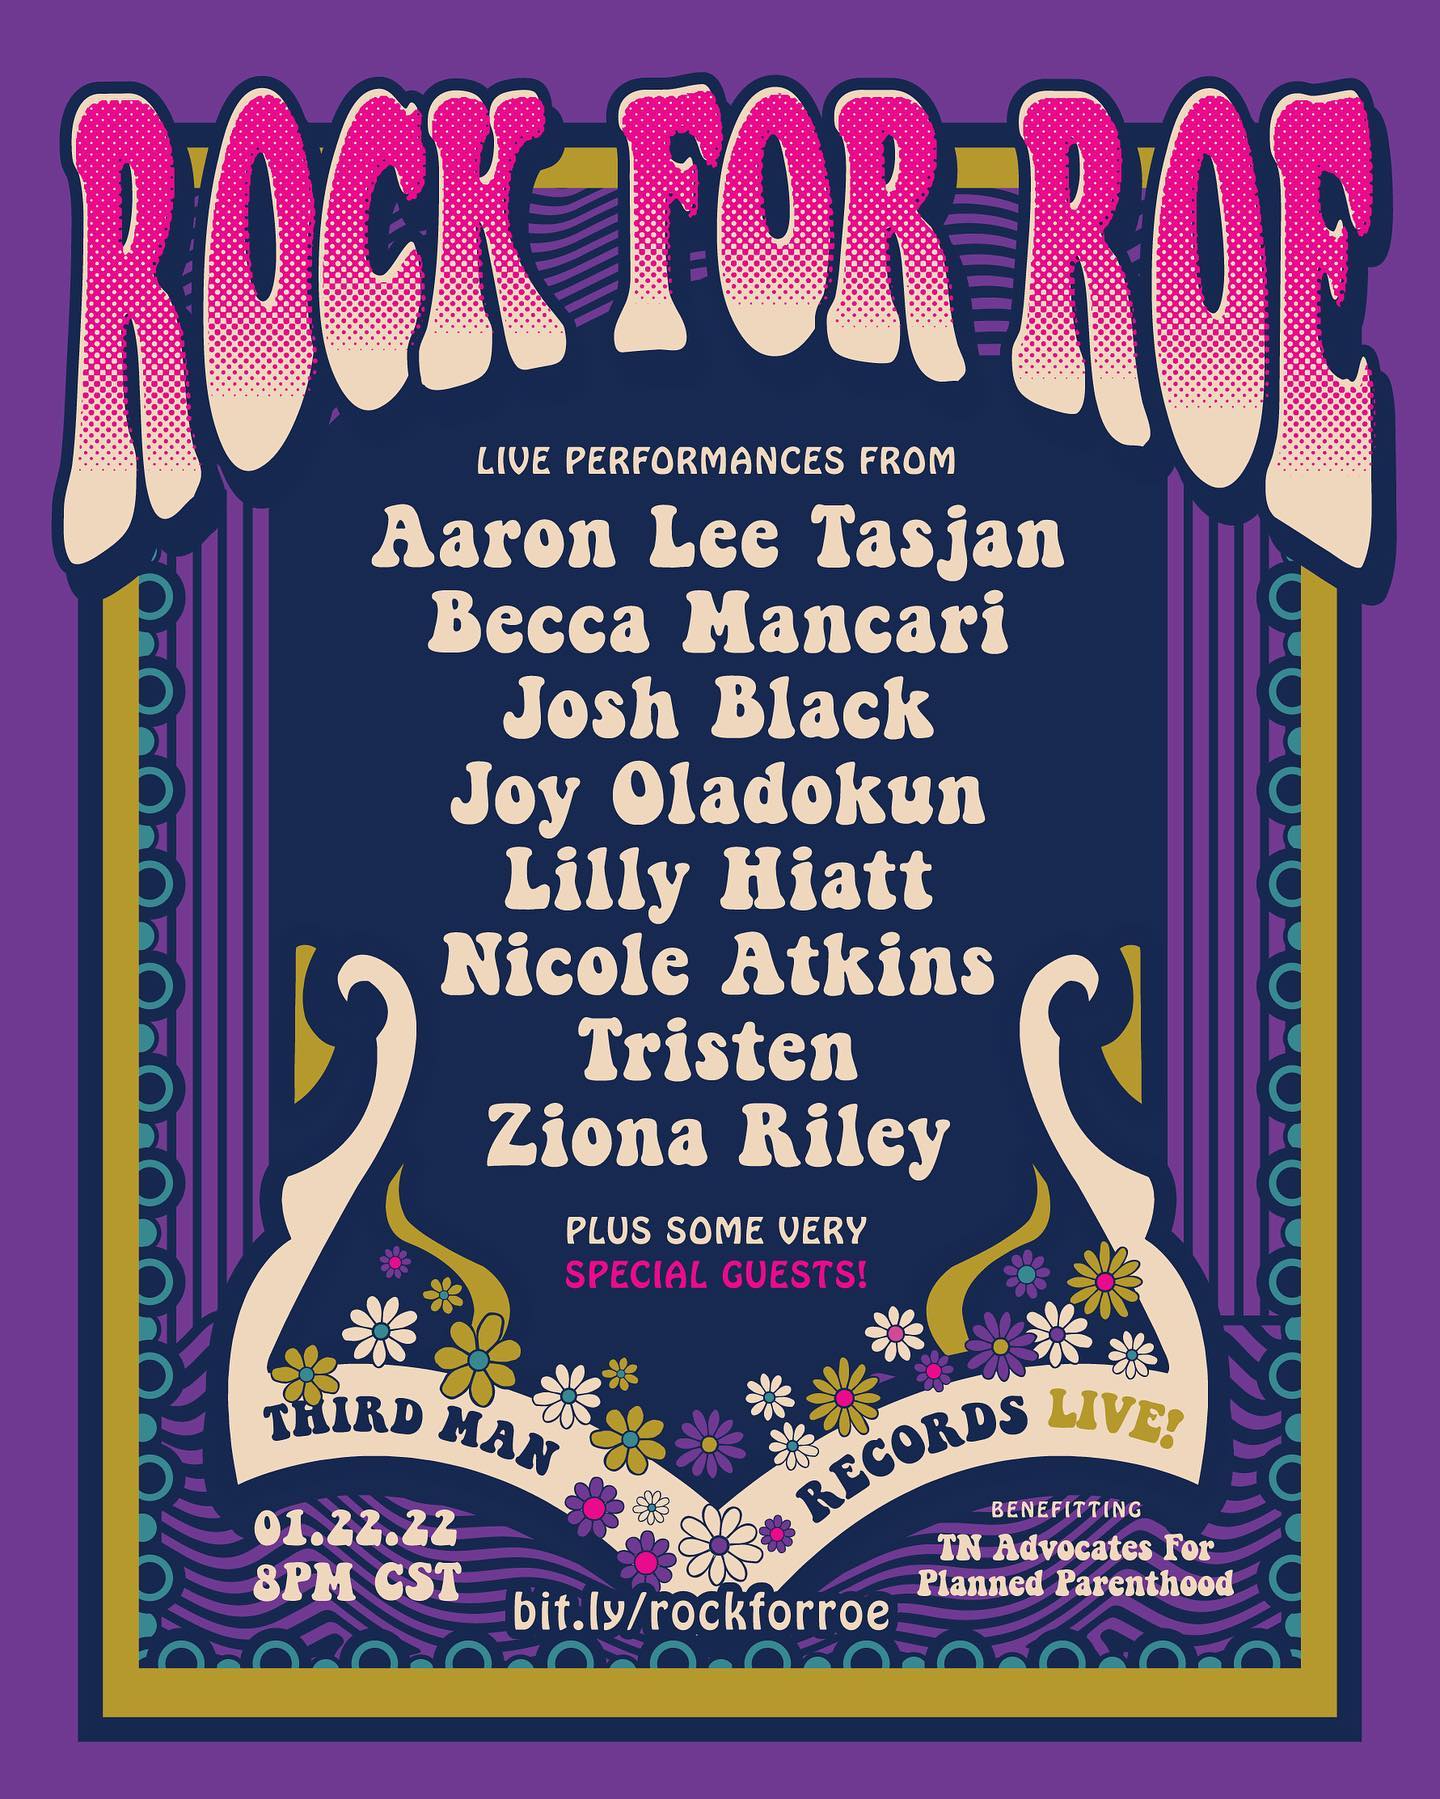 ROCK FOR ROE
LIVE PERFORMANCES FROM
Aaron Lee Tasjan
Becca Mancari
Josh Black
Joy Oladokun
Lilly Hiatt
Nicole Atkins
Tristen
Ziona Riley
PLUS SOME VERY
SPECIAL GUESTS!
THIRD MAN RECORDS LIVE!
01.22.22
8PM CST
BENEFITTING
TN Advocates For
Planned Parenthood
bit.ly/rockforroe